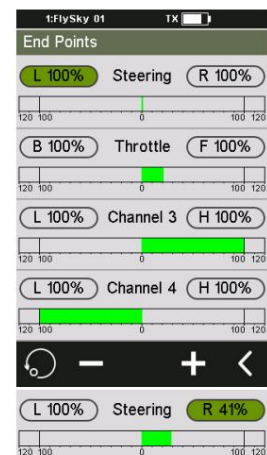 1:FlySky 01 TX
End Points
L 100% Steering R 100%
120 100 0 100 120
B 100% Throttle F 100%
120 100 0 100 120
L 100% Channel 3 H 100%
120 100 0 100 120
L 100% Channel 4 H 100%
120 100 0 100 120
L 100% Steering R 41%
120 100 0 100 120